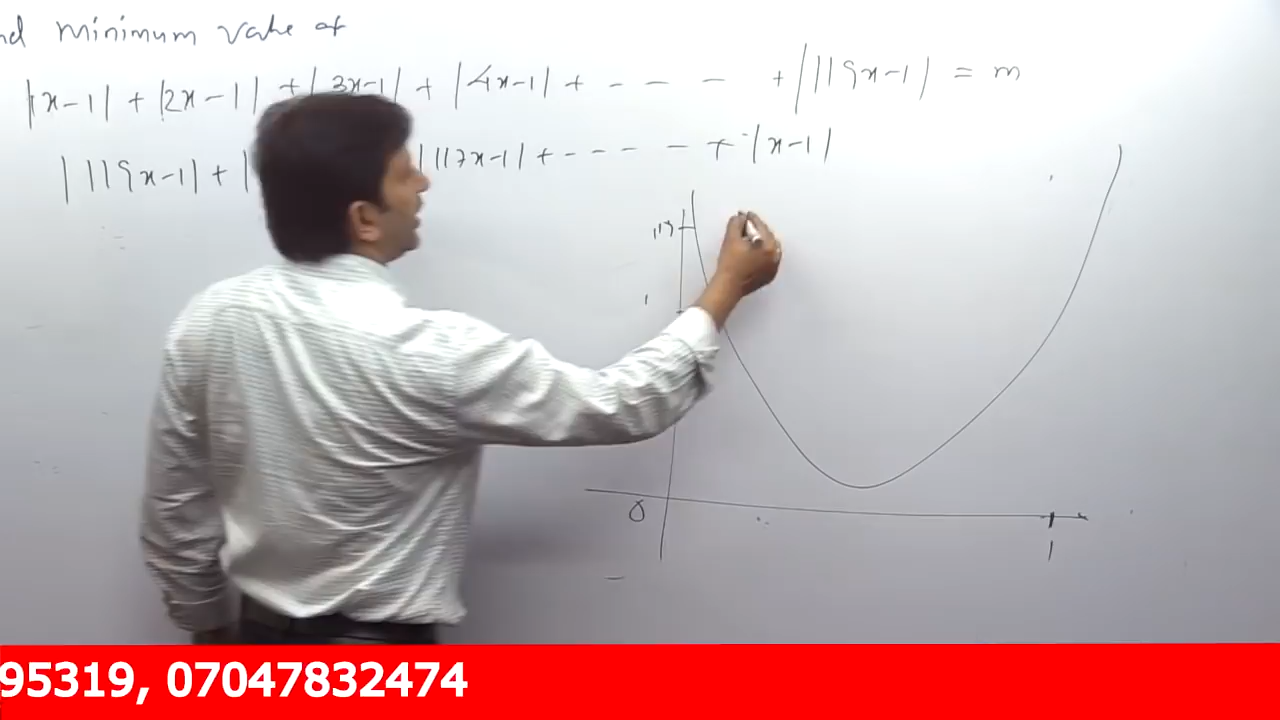 nd minimum value of
|1x-1| + |2x-1| + | 3x-1| + |4x-1| + - - - + |119x-1| = m
| 119x-1| + | |117x-1| + - - - - - + |x-1|
119
1
0
1
95319, 07047832474